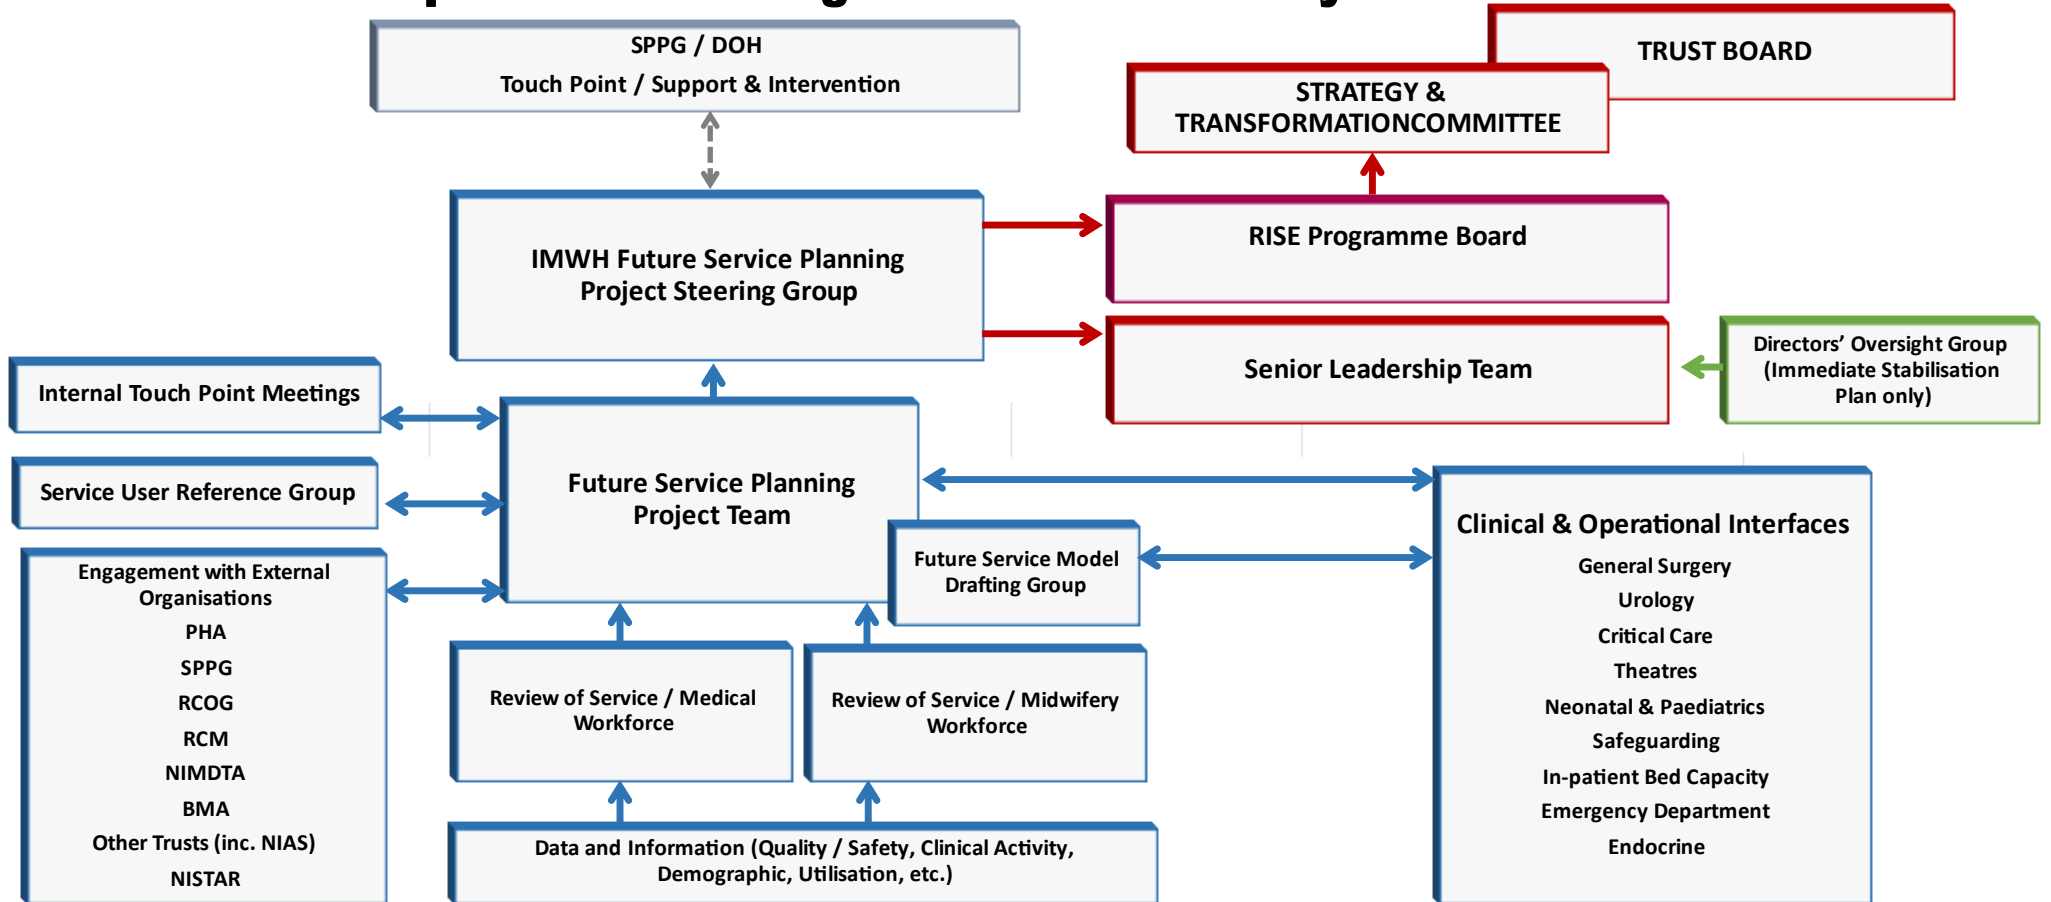 SPPG / DOH
Touch Point / Support & Intervention
TRUST BOARD
STRATEGY &
TRANSFORMATIONCOMMITTEE
IMWH Future Service Planning
Project Steering Group
RISE Programme Board
Senior Leadership Team
Directors’ Oversight Group
(Immediate Stabilisation
Plan only)
Internal Touch Point Meetings
Service User Reference Group
Future Service Planning
Project Team
Future Service Model
Drafting Group
Engagement with External
Organisations
PHA
SPPG
RCOG
RCM
NIMDTA
BMA
Other Trusts (inc. NIAS)
NISTAR
Review of Service / Medical
Workforce
Review of Service / Midwifery
Workforce
Data and Information (Quality / Safety, Clinical Activity,
Demographic, Utilisation, etc.)
Clinical & Operational Interfaces
General Surgery
Urology
Critical Care
Theatres
Neonatal & Paediatrics
Safeguarding
In-patient Bed Capacity
Emergency Department
Endocrine